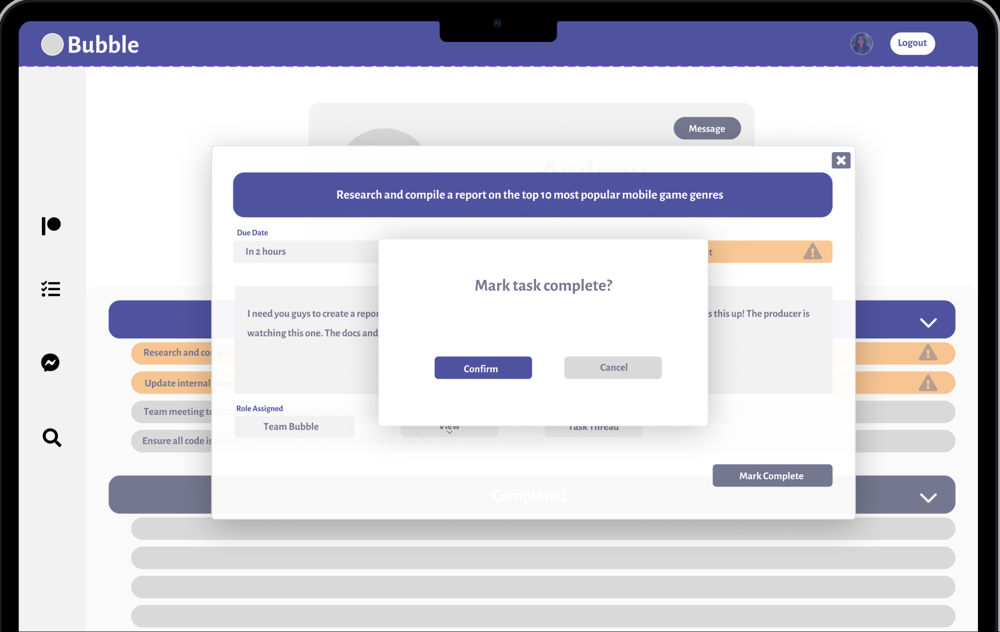 Bubble
Logout
Message
Andrew
Research and compile a report on the top 10 most popular mobile game genres
Due Date
In 2 hours
t
Mark task complete?
I need you guys to create a repor
s this up! The producer is
watching this one. The docs and
Research and compile
Confirm
Cancel
Update internal game
Role Assigned
Team meeting to discuss the importance of positive onli
Team Bubble
View
Task Thread
Ensure all code is properly commented and formatted according to the latest company style guide
Mark Complete
Completed